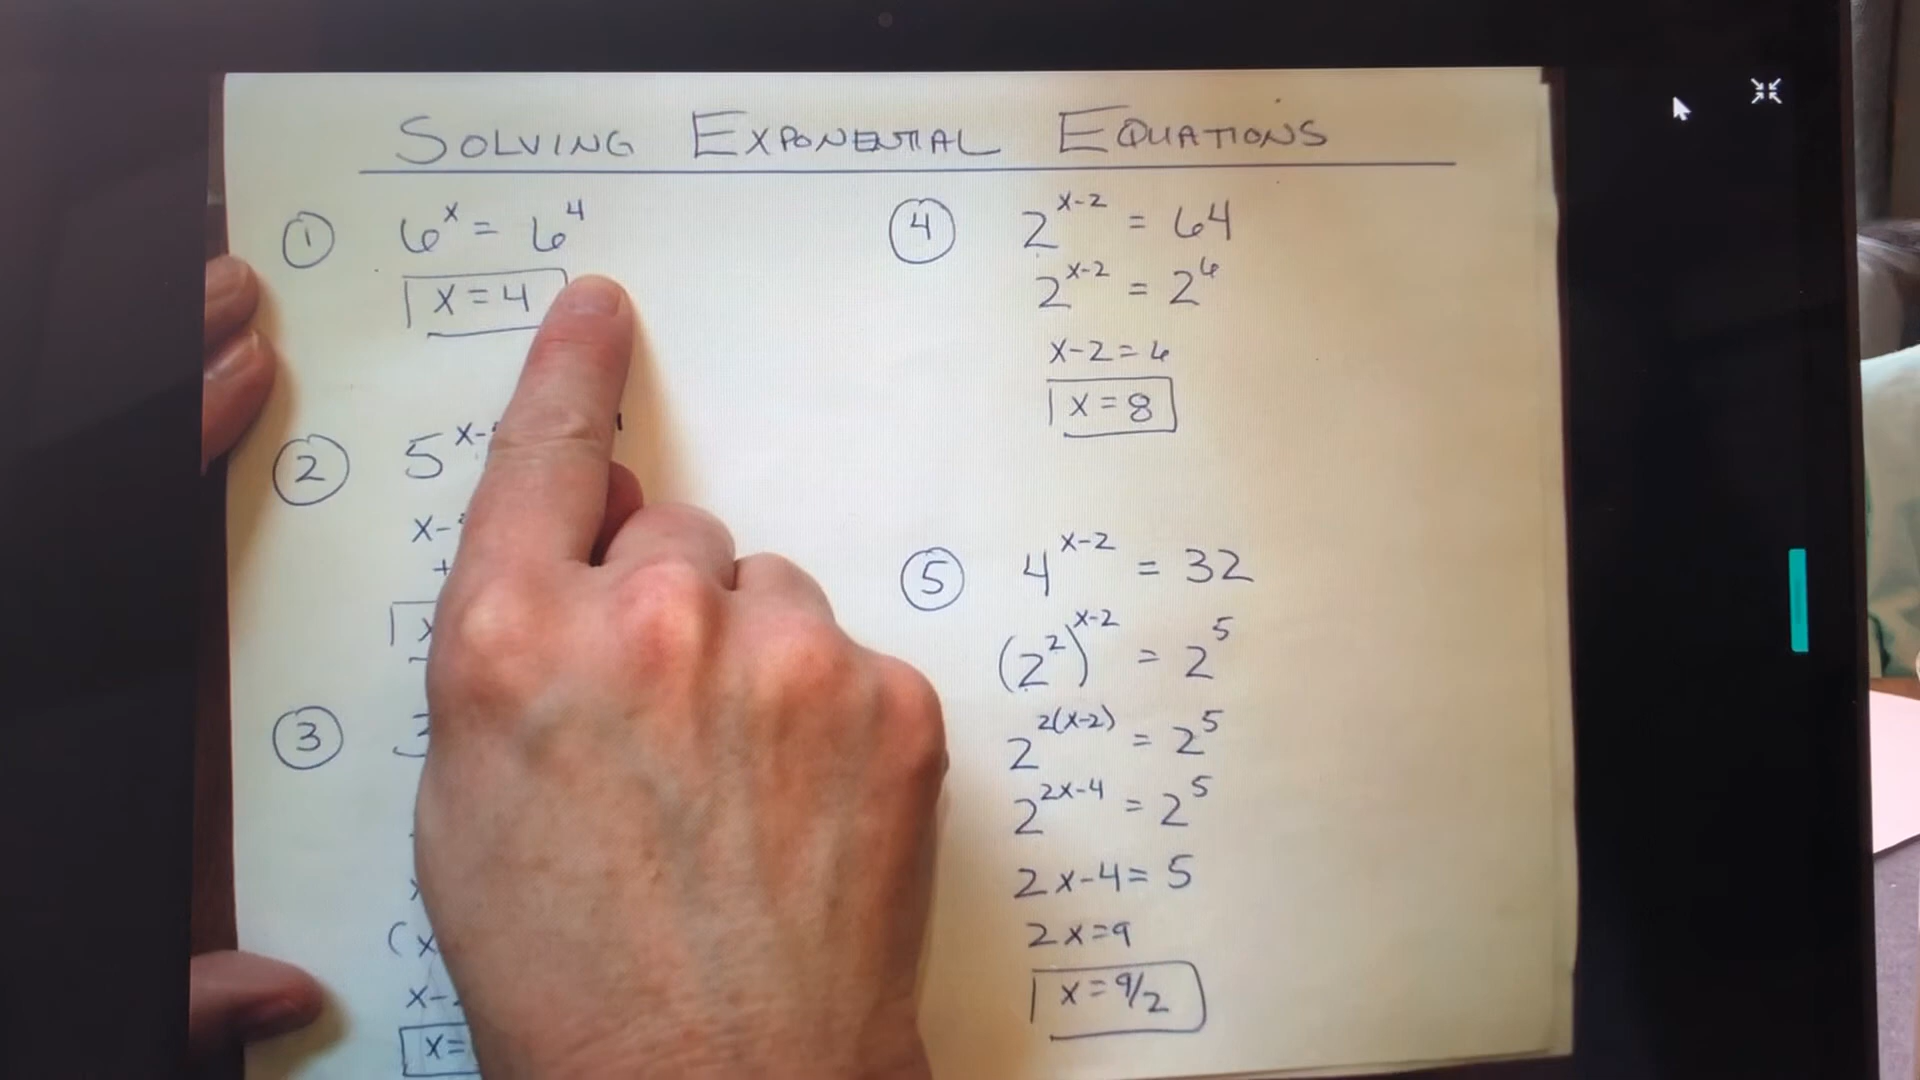 SOLVING EXPONENTIAL EQUATIONS
① 6^x = 6^4
x = 4
② 5^x-
x-
+
③ 3
x
(x
x-
x=
④ 2^x-2 = 64
2^x-2 = 2^6
x-2 = 6
x = 8
⑤ 4^x-2 = 32
(2^2)^x-2 = 2^5
2^2(x-2) = 2^5
2^2x-4 = 2^5
2x-4 = 5
2x=9
x = 9/2